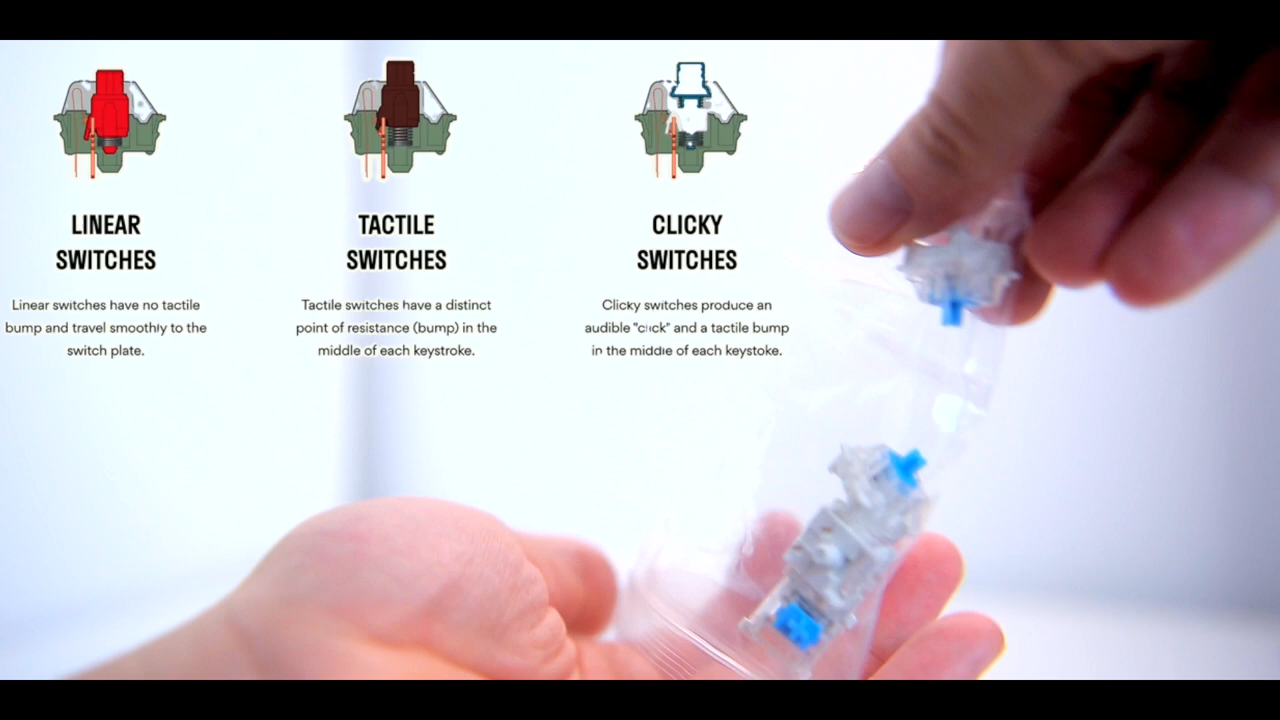 LINEAR
SWITCHES
Linear switches have no tactile
bump and travel smoothly to the
switch plate.
TACTILE
SWITCHES
Tactile switches have a distinct
point of resistance (bump) in the
middle of each keystroke.
CLICKY
SWITCHES
Clicky switches produce an
audible "click" and a tactile bump
in the middle of each keystoke.